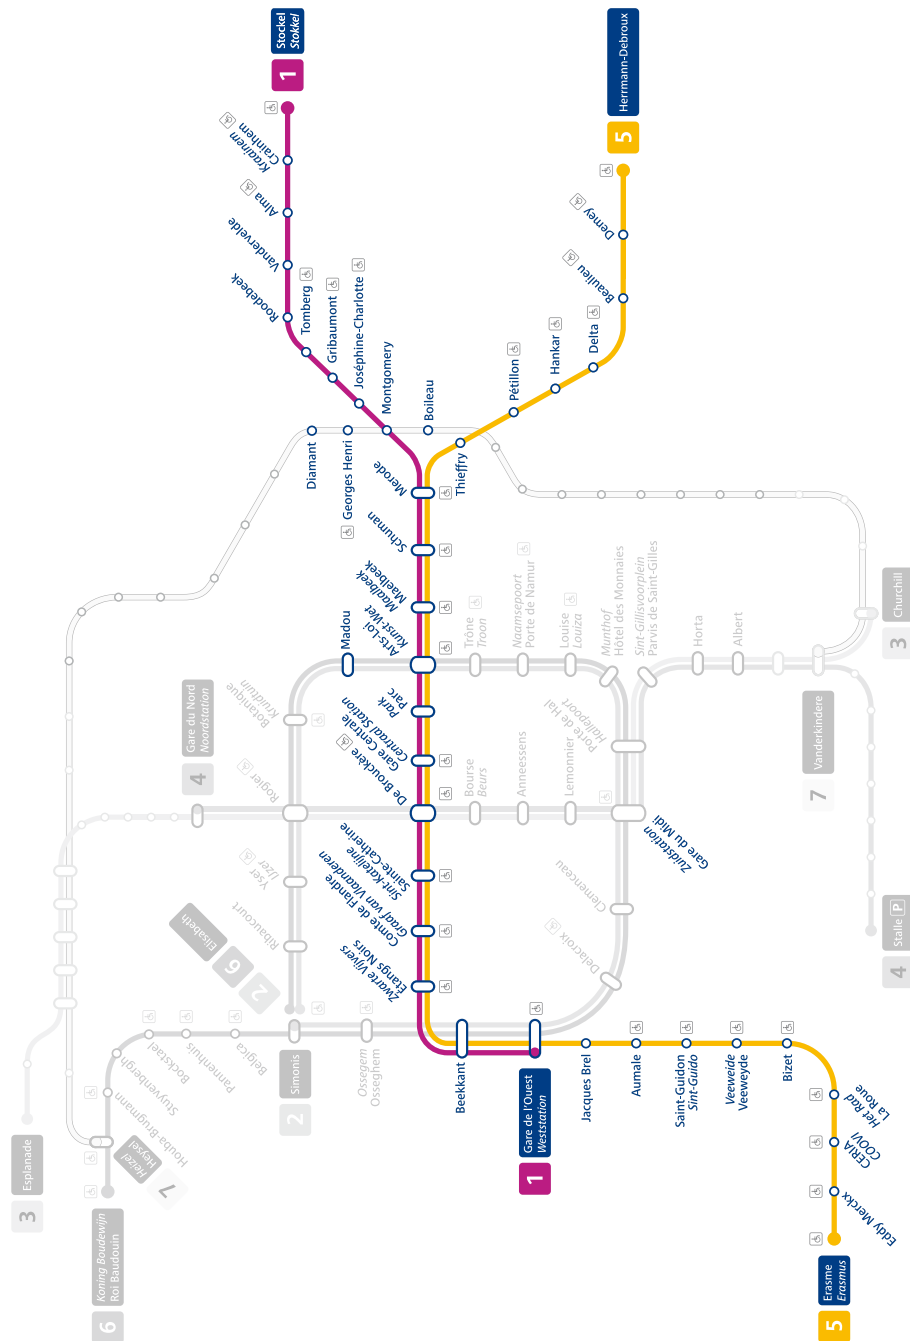 1
Stockel
Stokkel
Kraainem
Crainhem
Alma
Vandervelde
Roodebeek
Tomberg
Gribaumont
Joséphine-Charlotte
Montgomery
Boileau
Diamant
Georges Henri
Thieffry
Pétillon
Hankar
Delta
Beaulieu
Demey
5
Herrmann-Debroux
Merode
Schuman
Maalbeek
Maelbeek
Arts-Loi
Kunst-Wet
Madou
Park
Parc
Gare Centrale
Centraal Station
De Brouckère
Sint-Katelijne
Sainte-Catherine
Comte de Flandre
Graaf van Vlaanderen
Zwarte Vijvers
Étangs Noirs
Beekkant
1
Gare de l'Ouest
Weststation
Jacques Brel
Aumale
Saint-Guidon
Sint-Guido
Veeweide
Veeweyde
Bizet
Het Rad
La Roue
CERIA
COOVI
Eddy Merckx
5
Erasme
Erasmus
Trône
Troon
Naamsepoort
Porte de Namur
Louise
Louiza
Munthof
Hôtel des Monnaies
Sint-Gillisvoorplein
Parvis de Saint-Gilles
Horta
Albert
3
Churchill
7
Vanderkindere
4
Stalle P
Porte de Hal
Hallepoort
Bourse
Beurs
Anneessens
Lemonnier
Zuidstation
Gare du Midi
Clemenceau
Delacroix
Botanique
Kruidtuin
Rogier
Yser
IJzer
Ribaucourt
4
Gare du Nord
Noordstation
2
6
Elisabeth
2
Simonis
Ossegem
Osseghem
Belgica
Pannenhuis
Bockstael
Stuyvenbergh
Houba-Brugmann
7
Heizel
Heysel
3
Esplanade
6
Koning Boudewijn
Roi Baudouin